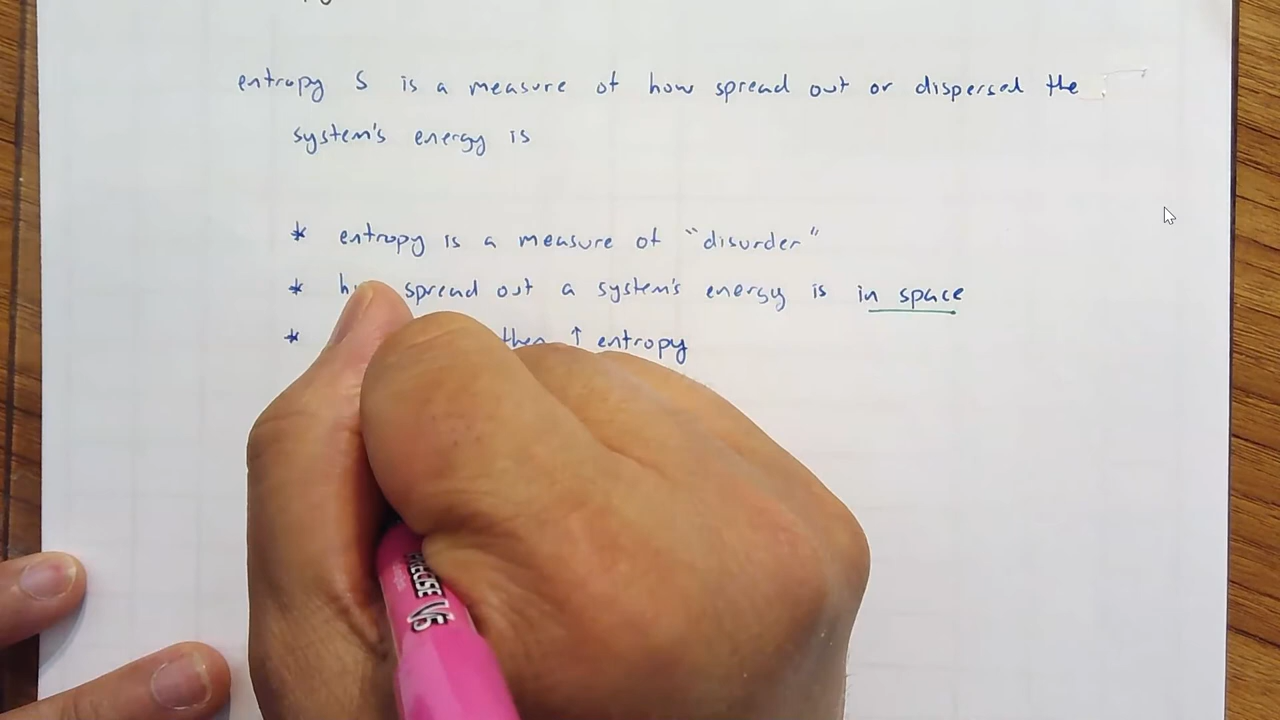 entropy S is a measure of how spread out or dispersed the
system's energy is
* entropy is a measure of "disorder"
* spread out a system's energy is in space
* then ↑ entropy
PRECISE V5